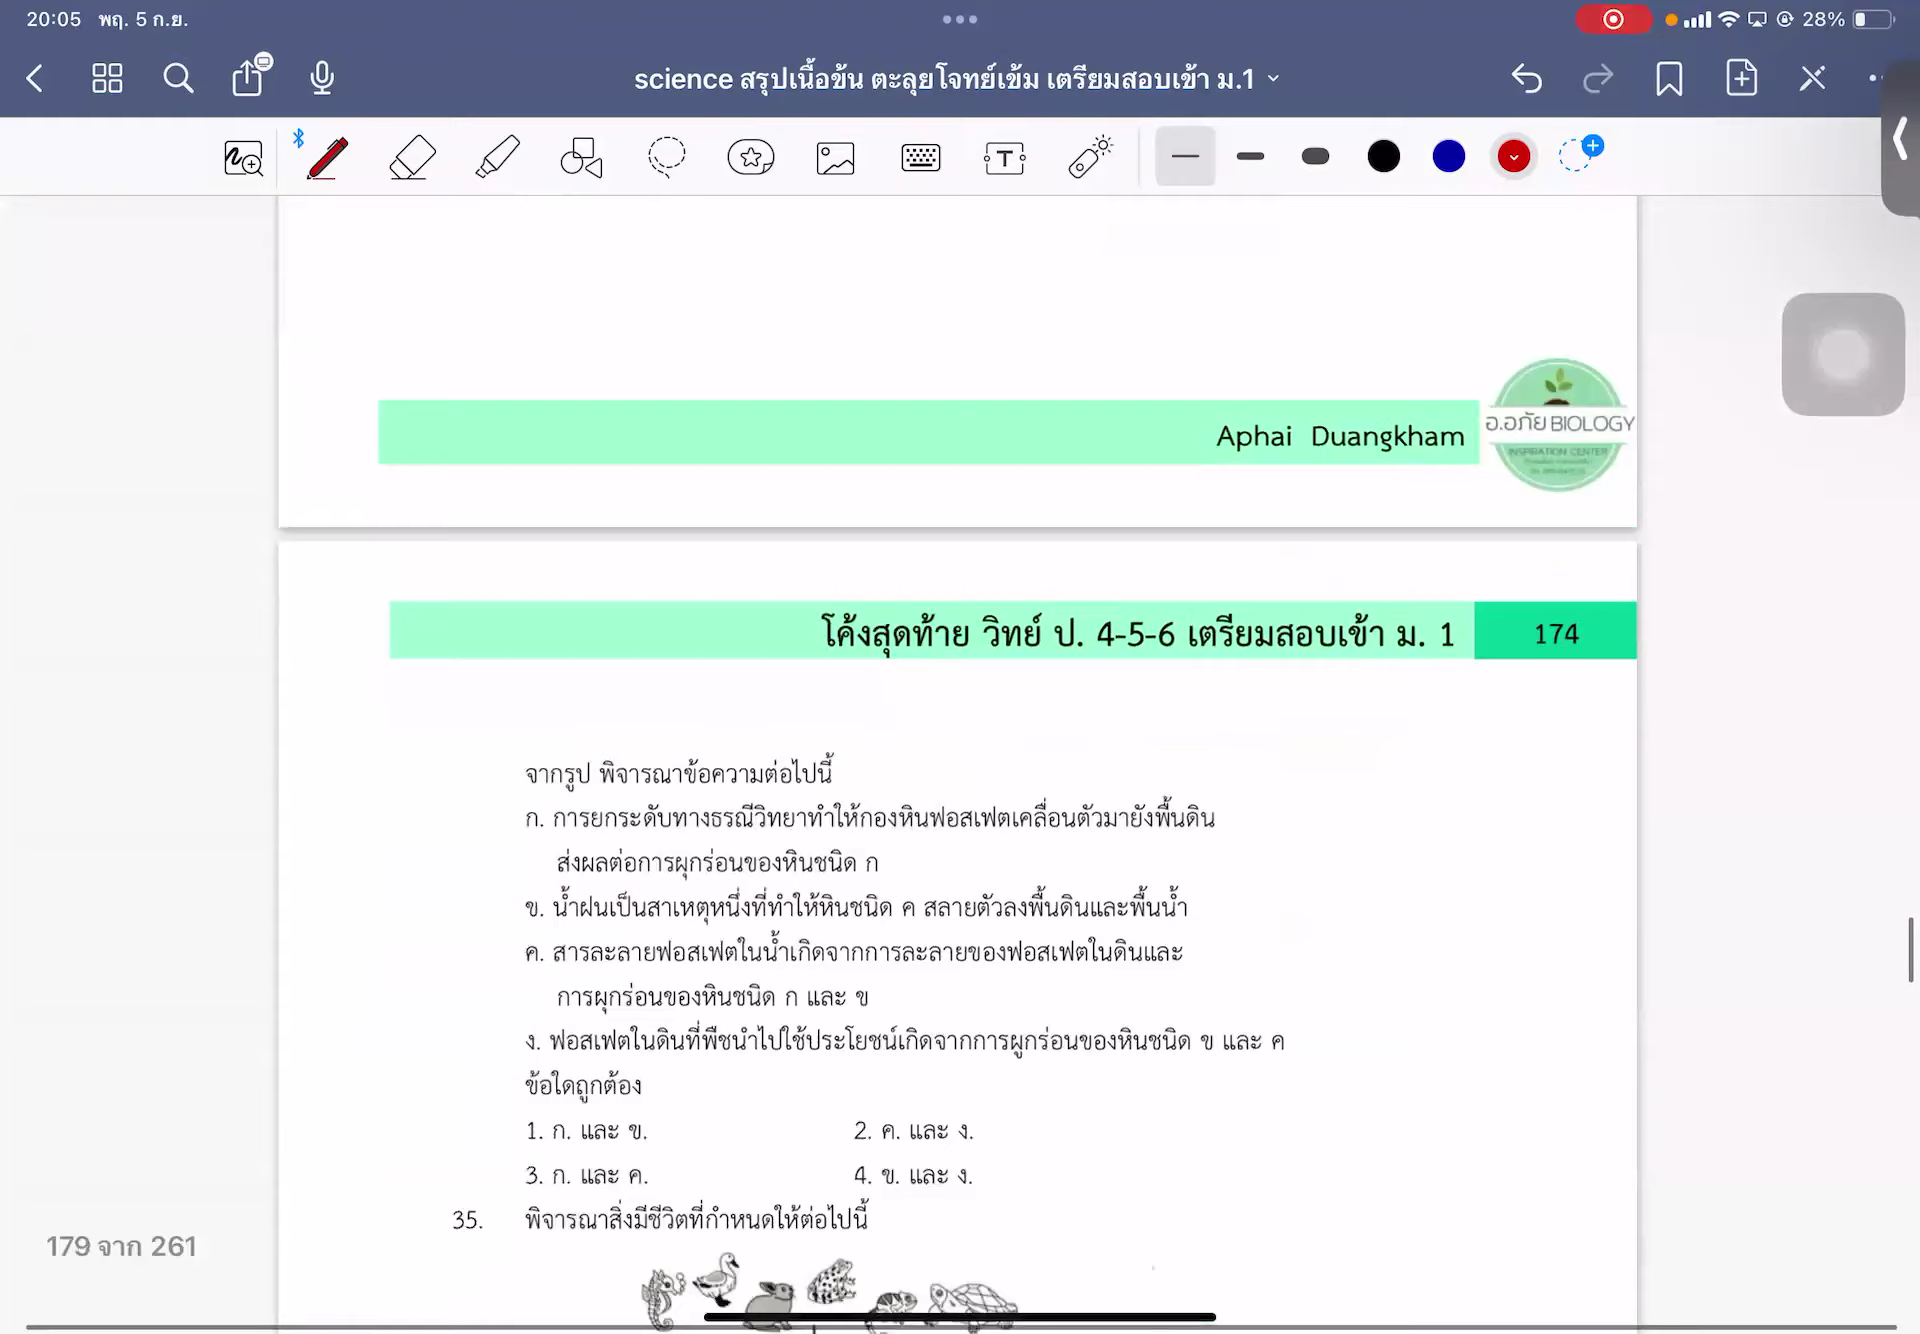 20:05 พฤ. 5 ก.ย.
28%
science สรุปเนื้อข้น ตะลุยโจทย์เข้ม เตรียมสอบเข้า ม.1
Aphai Duangkham
อ.อภัย BIOLOGY
INSPIRATION CENTER
โค้งสุดท้าย วิทย์ ป. 4-5-6 เตรียมสอบเข้า ม. 1 174
จากรูป พิจารณาข้อความต่อไปนี้
ก. การยกระดับทางธรณีวิทยาทำให้กองหินฟอสเฟตเคลื่อนตัวมายังพื้นดิน
ส่งผลต่อการผุกร่อนของหินชนิด ก
ข. น้ำฝนเป็นสาเหตุหนึ่งที่ทำให้หินชนิด ค สลายตัวลงพื้นดินและพื้นน้ำ
ค. สารละลายฟอสเฟตในน้ำเกิดจากการละลายของฟอสเฟตในดินและ
การผุกร่อนของหินชนิด ก และ ข
ง. ฟอสเฟตในดินที่พืชนำไปใช้ประโยชน์เกิดจากการผูกร่อนของหินชนิด ข และ ค
ข้อใดถูกต้อง
1. ก. และ ข. 2. ค. และ ง.
3. ก. และ ค. 4. ข. และ ง.
35. พิจารณาสิ่งมีชีวิตที่กำหนดให้ต่อไปนี้
179 จาก 261